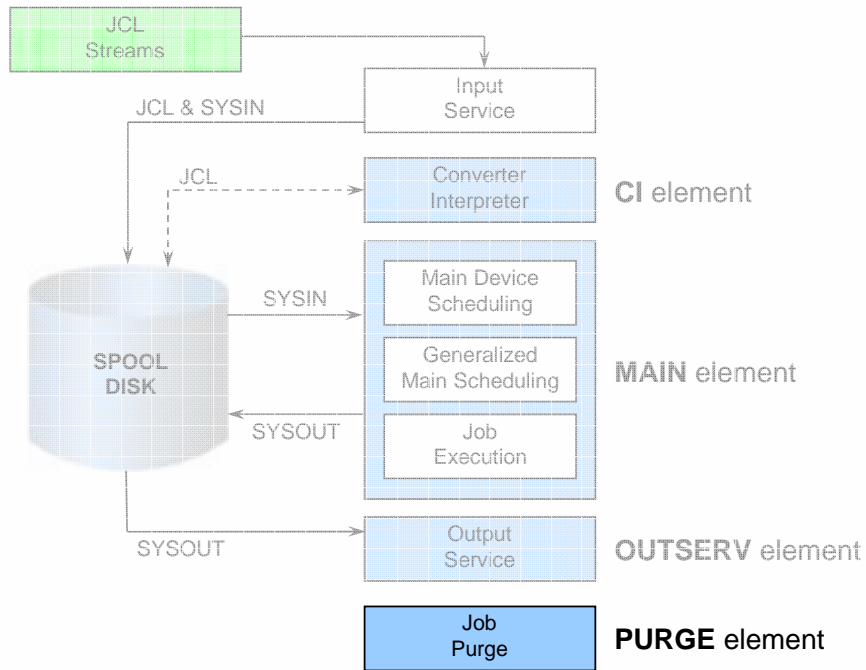 JCL
Streams
Input
Service
JCL & SYSIN
JCL
Converter
Interpreter
CI element
SPOOL
DISK
SYSIN
Main Device
Scheduling
Generalized
Main Scheduling
MAIN element
SYSOUT
Job
Execution
SYSOUT
Output
Service
OUTSERV element
Job
Purge
PURGE element